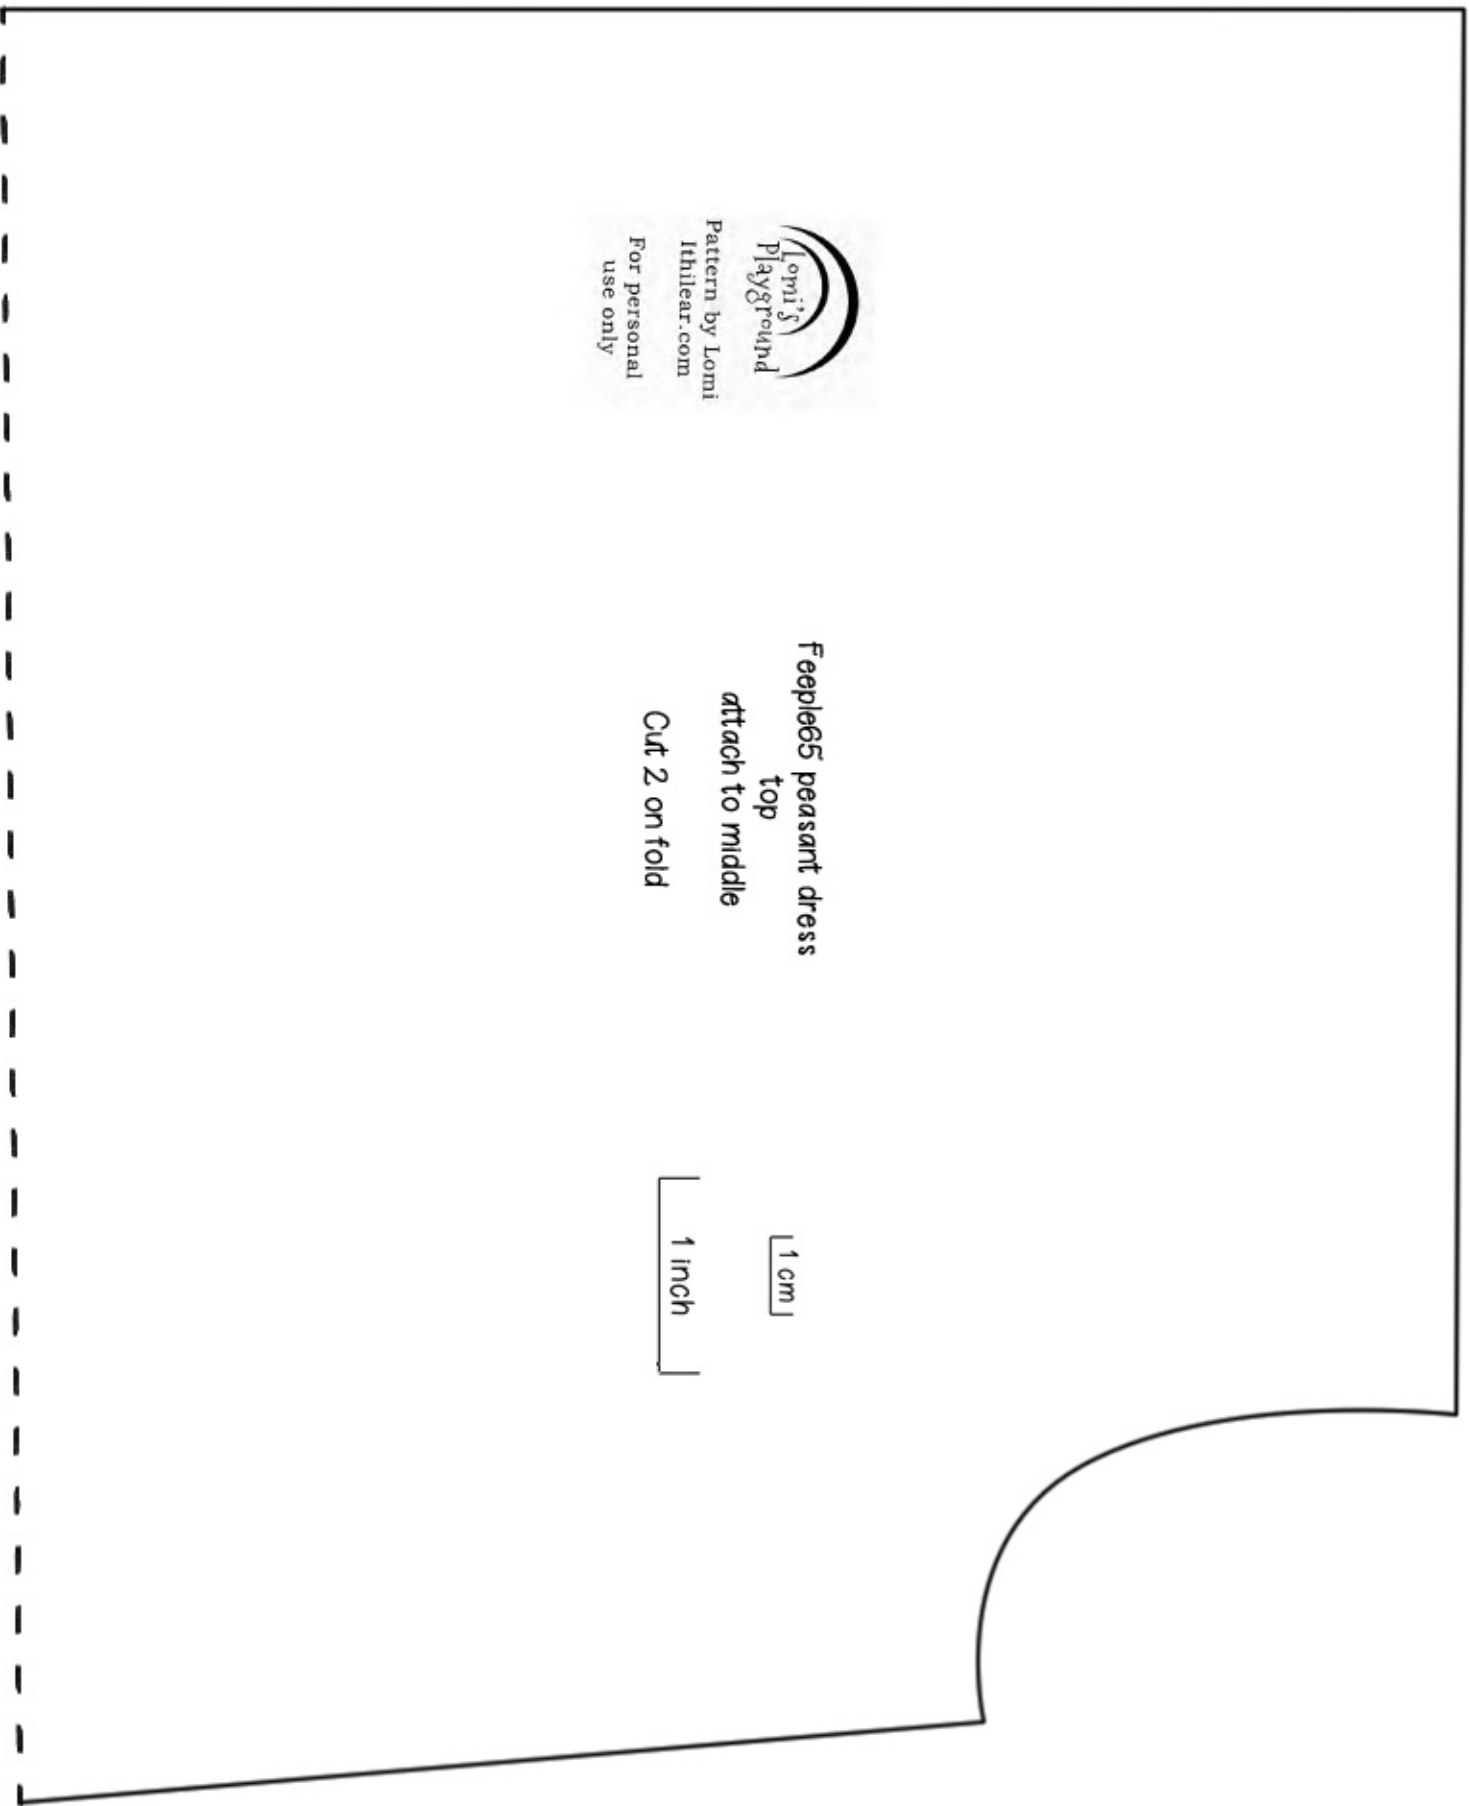 Lomi's
Playground
Pattern by Lomi
Ithilear.com
For personal
use only
Feeple65 peasant dress
top
attach to middle
Cut 2 on fold
1 cm
1 inch